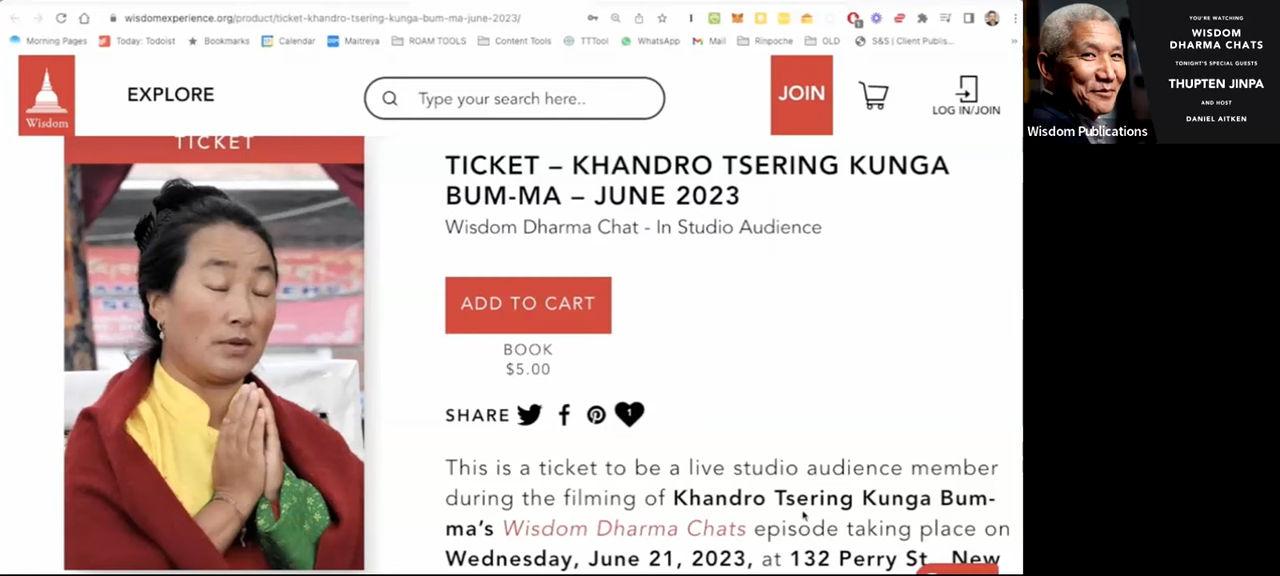 wisdomexperience.org/product/ticket-khandro-tsering-kunga-bum-ma-june-2023/
Morning Pages
Today: Todoist
Bookmarks
Calendar
Maitreya
ROAM TOOLS
Content Tools
TTTool
WhatsApp
Mail
Rinpoche
OLD
S&S | Client Publis...
Wisdom
EXPLORE
Type your search here..
JOIN
LOG IN/JOIN
TICKET
TICKET – KHANDRO TSERING KUNGA
BUM-MA – JUNE 2023
Wisdom Dharma Chat - In Studio Audience
ADD TO CART
BOOK
$5.00
SHARE
1
This is a ticket to be a live studio audience member
during the filming of Khandro Tsering Kunga Bum-
ma's Wisdom Dharma Chats episode taking place on
Wednesday, June 21, 2023, at 132 Perry St, New
YOU'RE WATCHING
WISDOM
DHARMA CHATS
TONIGHT'S SPECIAL GUESTS
THUPTEN JINPA
AND HOST
DANIEL AITKEN
Wisdom Publications